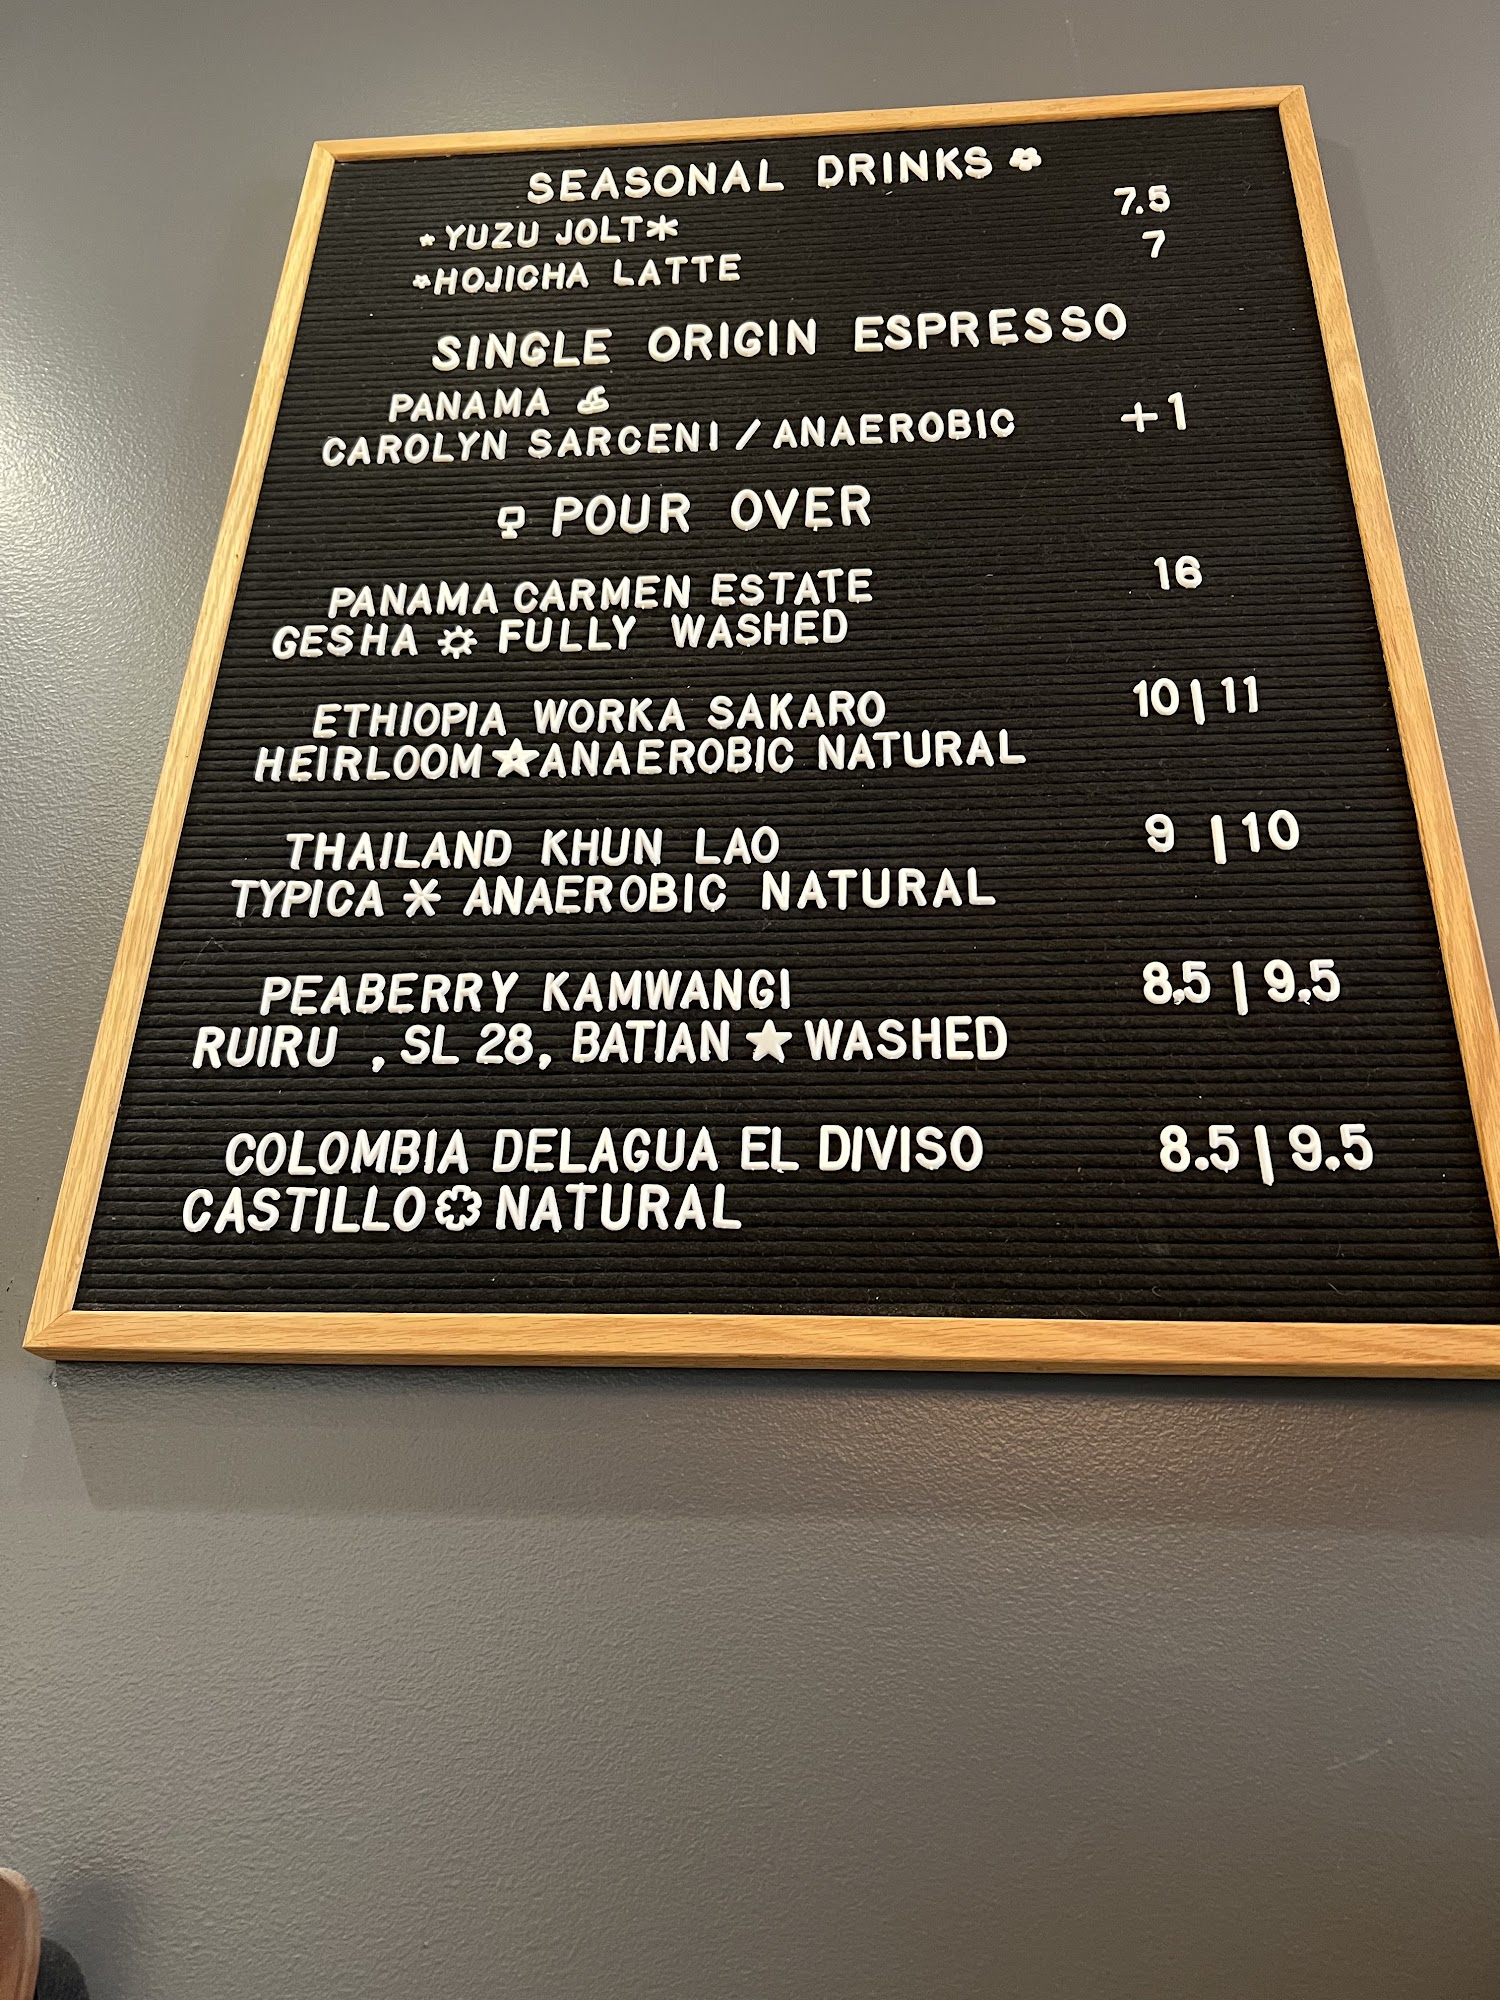 SEASONAL DRINKS
YUZU JOLT* 7.5
HOJICHA LATTE 7
SINGLE ORIGIN ESPRESSO
PANAMA
CAROLYN SARCENI / ANAEROBIC +1
POUR OVER
PANAMA CARMEN ESTATE 16
GESHA FULLY WASHED
ETHIOPIA WORKA SAKARO 10|11
HEIRLOOM ★ ANAEROBIC NATURAL
THAILAND KHUN LAO 9|10
TYPICA * ANAEROBIC NATURAL
PEABERRY KAMWANGI 8,5|9,5
RUIRU , SL 28, BATIAN ★ WASHED
COLOMBIA DELAGUA EL DIVISO 8.5|9.5
CASTILLO NATURAL